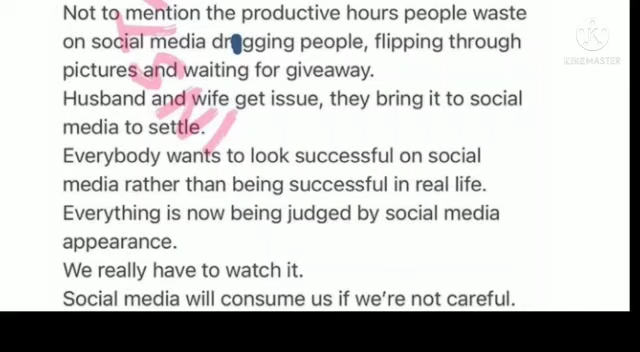 Not to mention the productive hours people waste
on social media dragging people, flipping through
pictures and waiting for giveaway.
Husband and wife get issue, they bring it to social
media to settle.
Everybody wants to look successful on social
media rather than being successful in real life.
Everything is now being judged by social media
appearance.
We really have to watch it.
Social media will consume us if we're not careful.
KINEMASTER